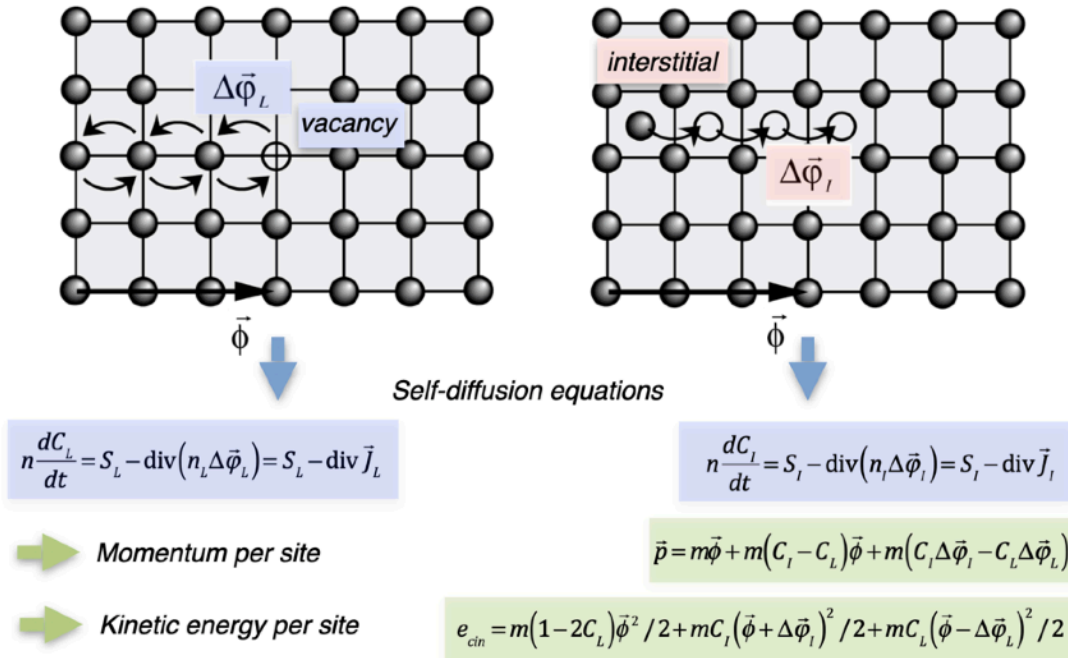 interstitial
Δφ⃗_L
vacancy
Δφ⃗_I
ϕ⃗
ϕ⃗
Self-diffusion equations
n dC_L/dt = S_L − div(n_L Δφ⃗_L) = S_L − div J⃗_L
n dC_I/dt = S_I − div(n_I Δφ⃗_I) = S_I − div J⃗_I
Momentum per site
p⃗ = mϕ⃗ + m(C_I − C_L)ϕ⃗ + m(C_I Δφ⃗_I − C_L Δφ⃗_L)
Kinetic energy per site
e_cin = m(1 − 2C_L)ϕ⃗² / 2 + mC_I(ϕ⃗ + Δφ⃗_I)² / 2 + mC_L(ϕ⃗ − Δφ⃗_L)² / 2